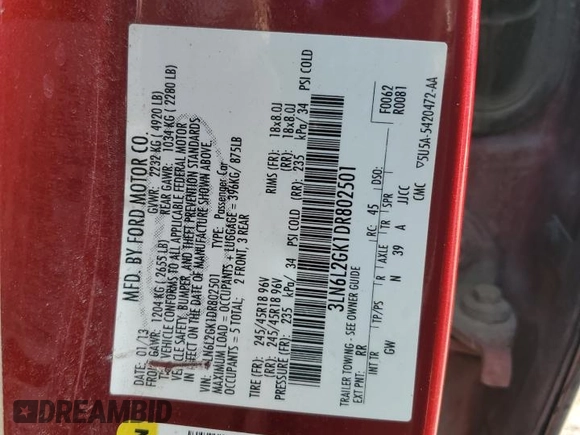 MFD. BY FORD MOTOR CO.
DATE: 01/13 GVWR: 2232 KG ( 4920 LB)
FRONT GAWR: 1204 KG ( 2655 LB) REAR GAWR: 1034 KG ( 2280 LB)
THIS VEHICLE CONFORMS TO ALL APPLICABLE FEDERAL MOTOR
VEHICLE SAFETY, BUMPER, AND THEFT PREVENTION STANDARDS
IN EFFECT ON THE DATE OF MANUFACTURE SHOWN ABOVE.
VIN: 3LN6L2GK1DR802501 TYPE: Passenger Car
MAXIMUM LOAD = OCCUPANTS + LUGGAGE = 396KG/ 875LB
OCCUPANTS = 5 TOTAL: 2 FRONT, 3 REAR
TIRE (FR): 245/45R18 96V RIMS (FR): 18x8.0J
(RR): 245/45R18 96V (RR): 18x8.0J
PRESSURE (FR): 235 kPa/ 34 PSI COLD (RR): 235 kPa/ 34 PSI COLD
3LN6L2GK1DR802501
F0062
R0081
TRAILER TOWING - SEE OWNER GUIDE
EXT PNT: RR RC: 45 DSO:
INT TR TP/PS R AXLE TR SPR
GW N 39 A JJCC
CMC ▽5U5A-5420472-AA
DREAMBID